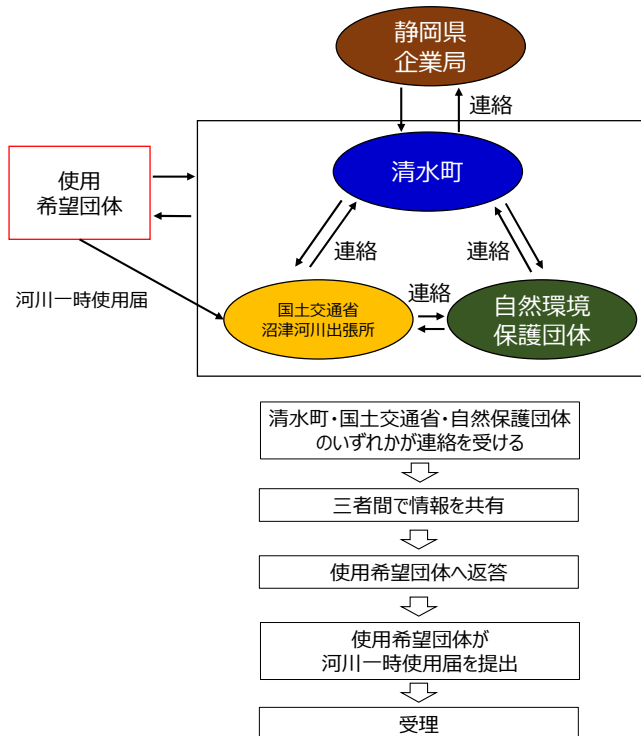 静岡県
企業局
連絡
清水町
使用
希望団体
連絡
連絡
河川一時使用届
国土交通省
沼津河川出張所
連絡
自然環境
保護団体
清水町・国土交通省・自然保護団体
のいずれかが連絡を受ける
三者間で情報を共有
使用希望団体へ返答
使用希望団体が
河川一時使用届を提出
受理